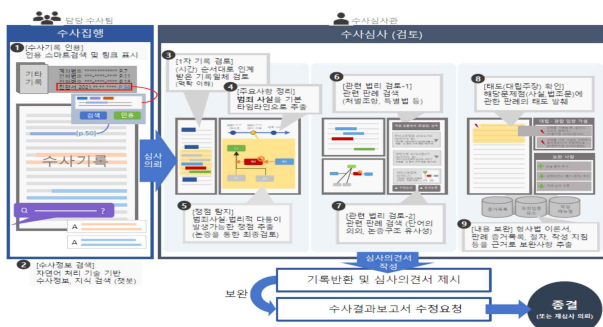 담당 수사팀
수사심사관
수사집행
수사심사 (검토)
1 [수사기록 인용]
인용 스마트검색 및 링크 표시
기타
기록
검색
인용
(p.50)
수사기록
Q ?
A
A
2 [수사정보 검색]
자연어 처리 기술 기반
수사정보, 지식 검색 (챗봇)
심사
의뢰
3 [1차 기록 검토]
(시간) 순서대로 인계
받은 기록일체 검토
(맥락 이해)
4 [주요사항 정리]
범죄 사실을 기본
타임라인으로 추출
5 [쟁점 탐지]
범죄사실 법리적 다툼이
발생가능한 쟁점 추출
(논증을 통한 최종검토)
6 [관련 법리 검토-1]
관련 판례 검색
(처벌조항, 특별법 등)
7 [관련 법리 검토-2]
관련 판례 검색 (단어의
의의, 논증구조 유사성)
8 [태도(대립주장) 확인]
해당문제점(사실,법조문)에
관한 판례의 태도 발췌
보완 사항
9 [내용 보완] 형사법 이론서,
판례 증거목록, 절차, 작성 지침
등을 근거로 보완사항 추출
심사의견서
작성
기록반환 및 심사의견서 제시
보완
수사결과보고서 수정요청
종결
(또는 재심사 의뢰)